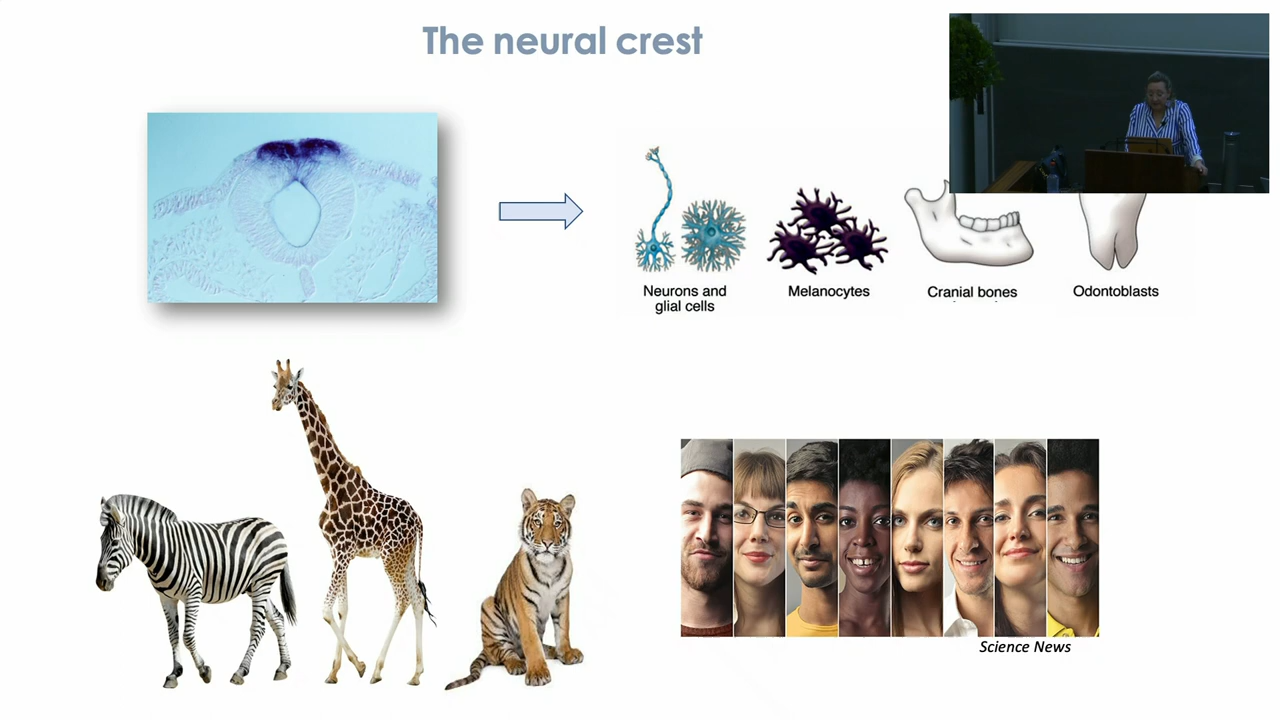 The neural crest
Neurons and
glial cells
Melanocytes
Cranial bones
Odontoblasts
Science News